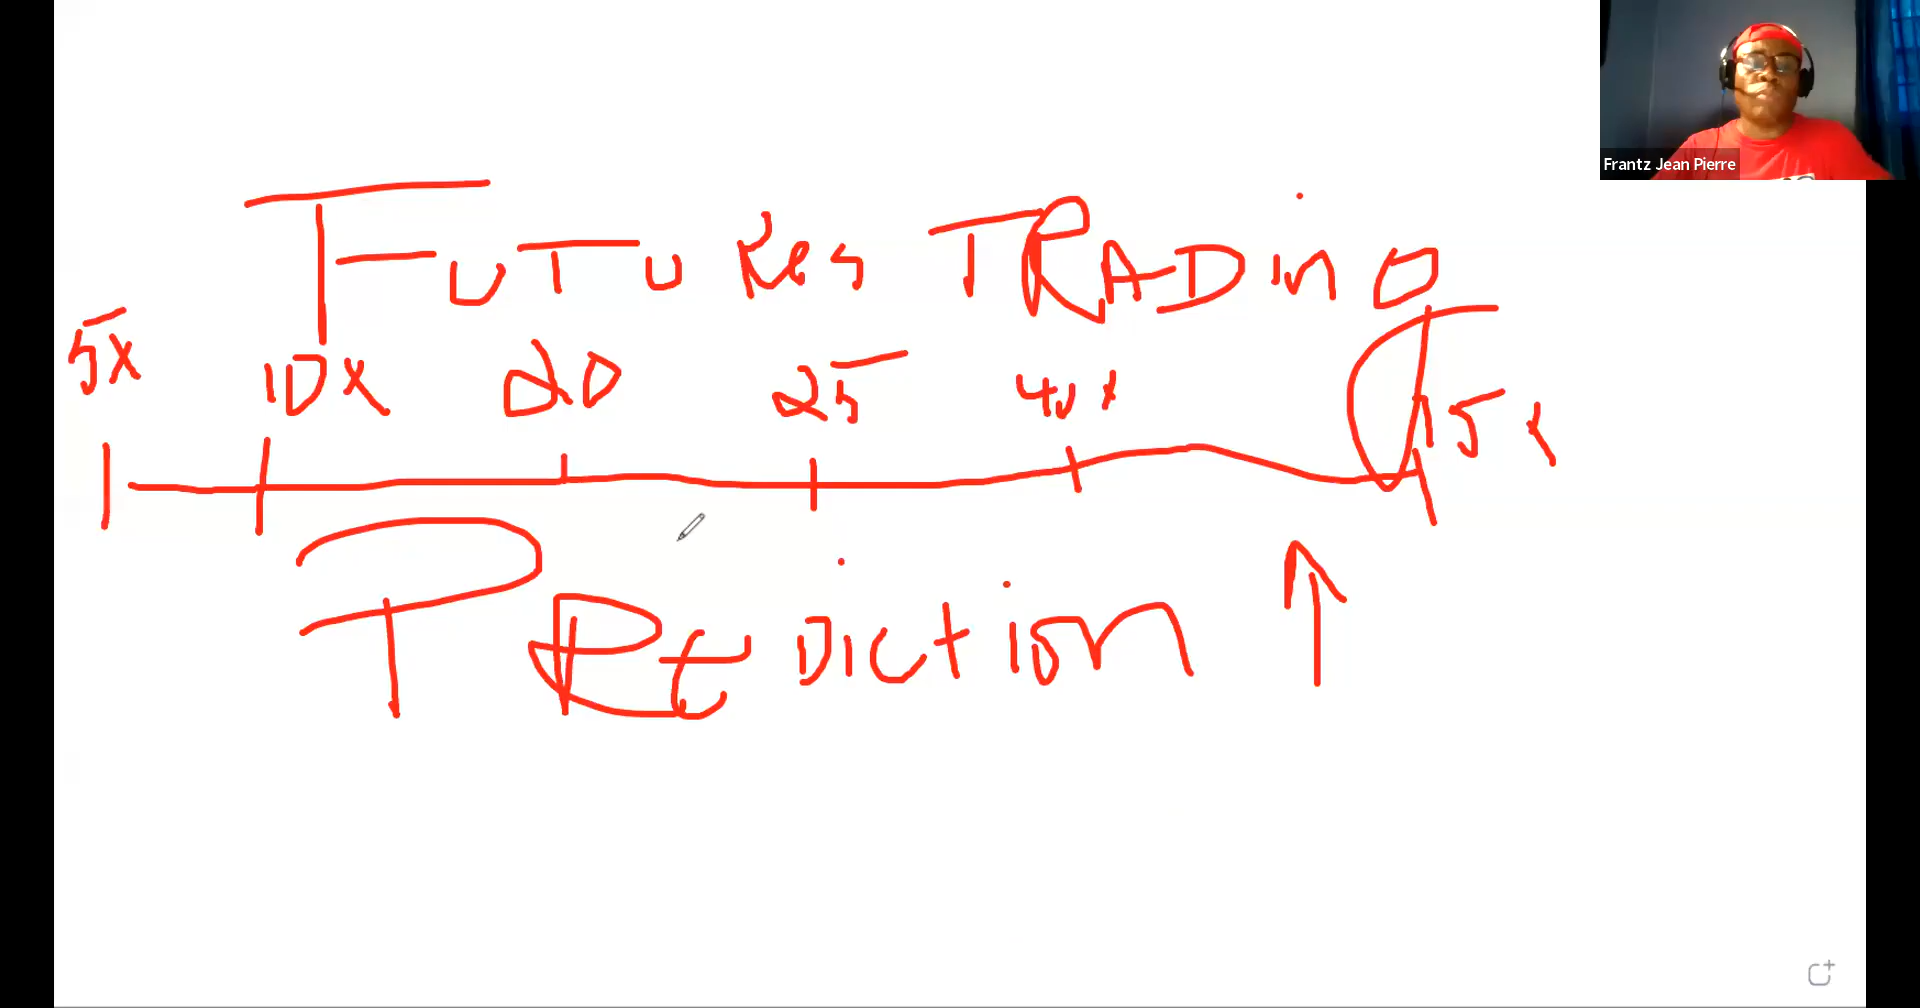 Frantz Jean Pierre
FuTuRes TRADinG
5x 10x 20 25 40x 75x
PReDiction ↑